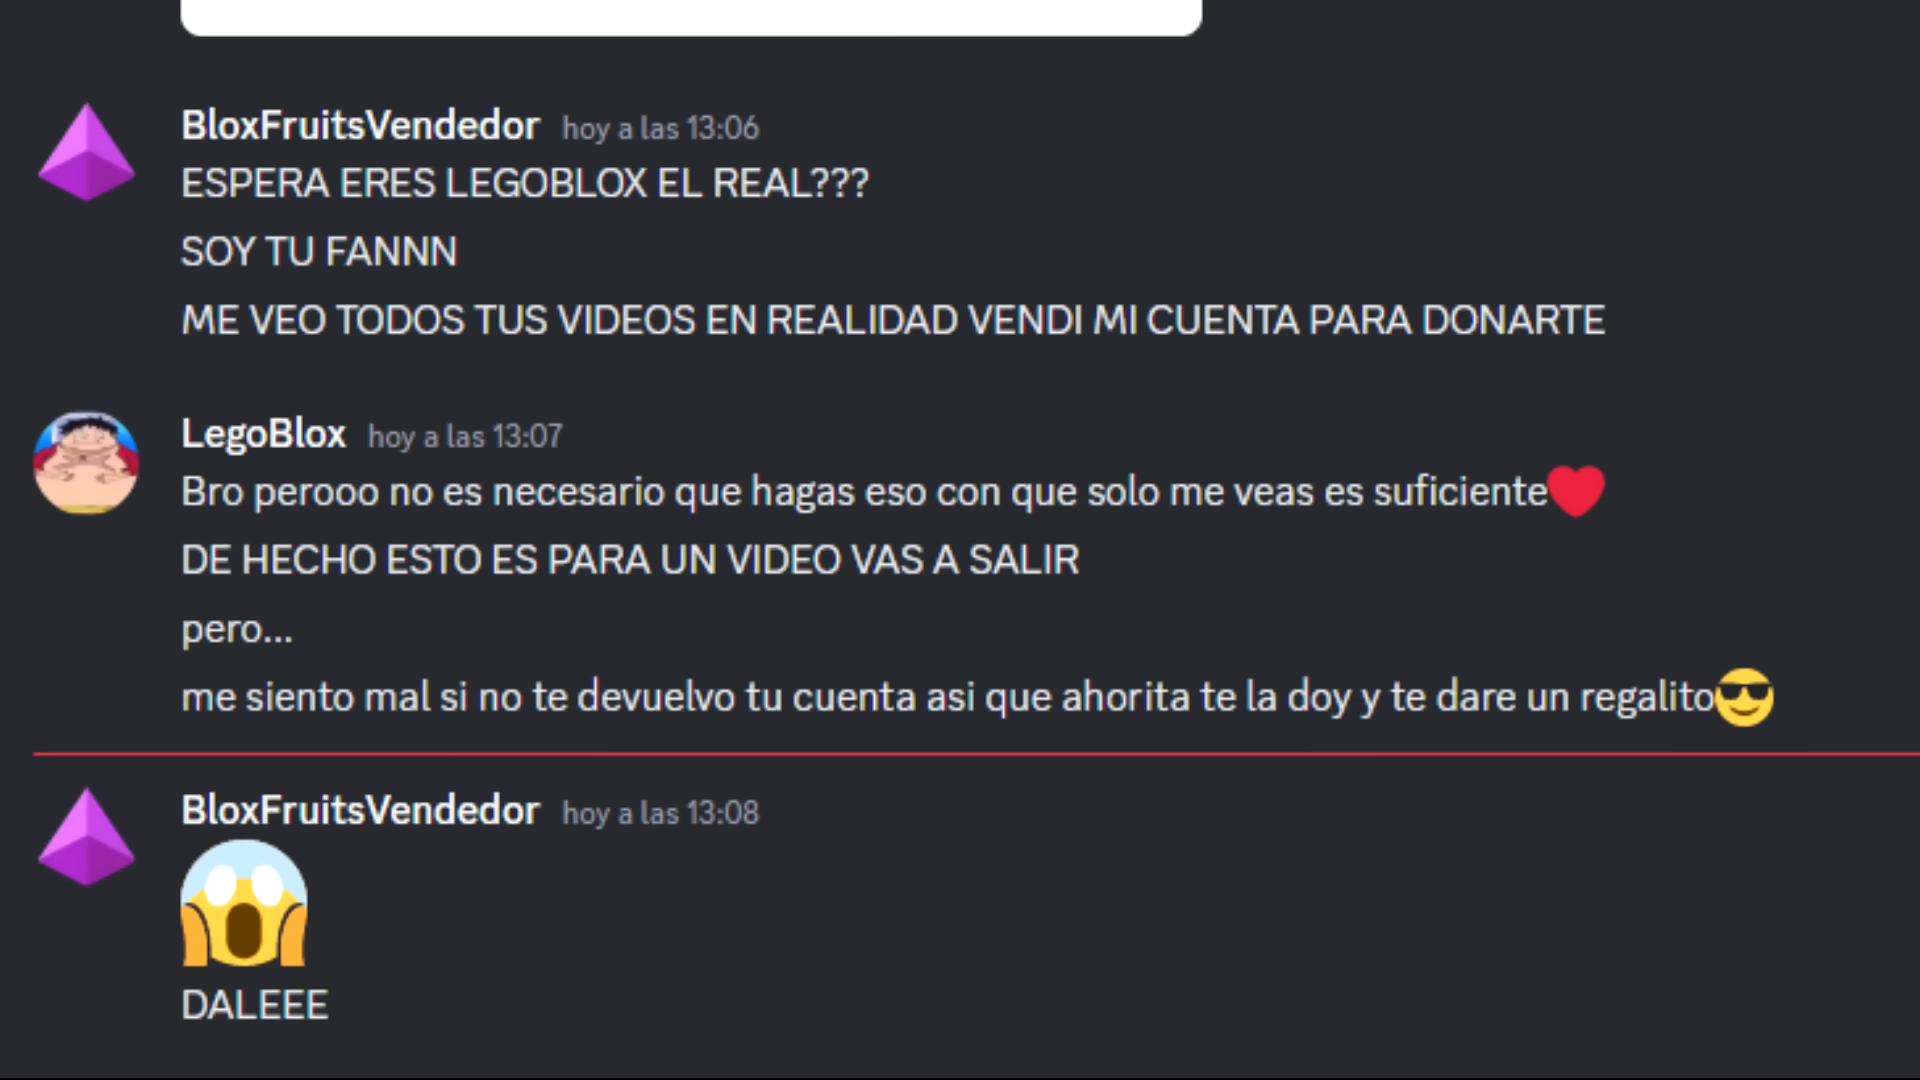 BloxFruitsVendedor hoy a las 13:06
ESPERA ERES LEGOBLOX EL REAL???
SOY TU FANNN
ME VEO TODOS TUS VIDEOS EN REALIDAD VENDI MI CUENTA PARA DONARTE
LegoBlox hoy a las 13:07
Bro perooo no es necesario que hagas eso con que solo me veas es suficiente❤️
DE HECHO ESTO ES PARA UN VIDEO VAS A SALIR
pero...
me siento mal si no te devuelvo tu cuenta asi que ahorita te la doy y te dare un regalito😎
BloxFruitsVendedor hoy a las 13:08
😱
DALEEE